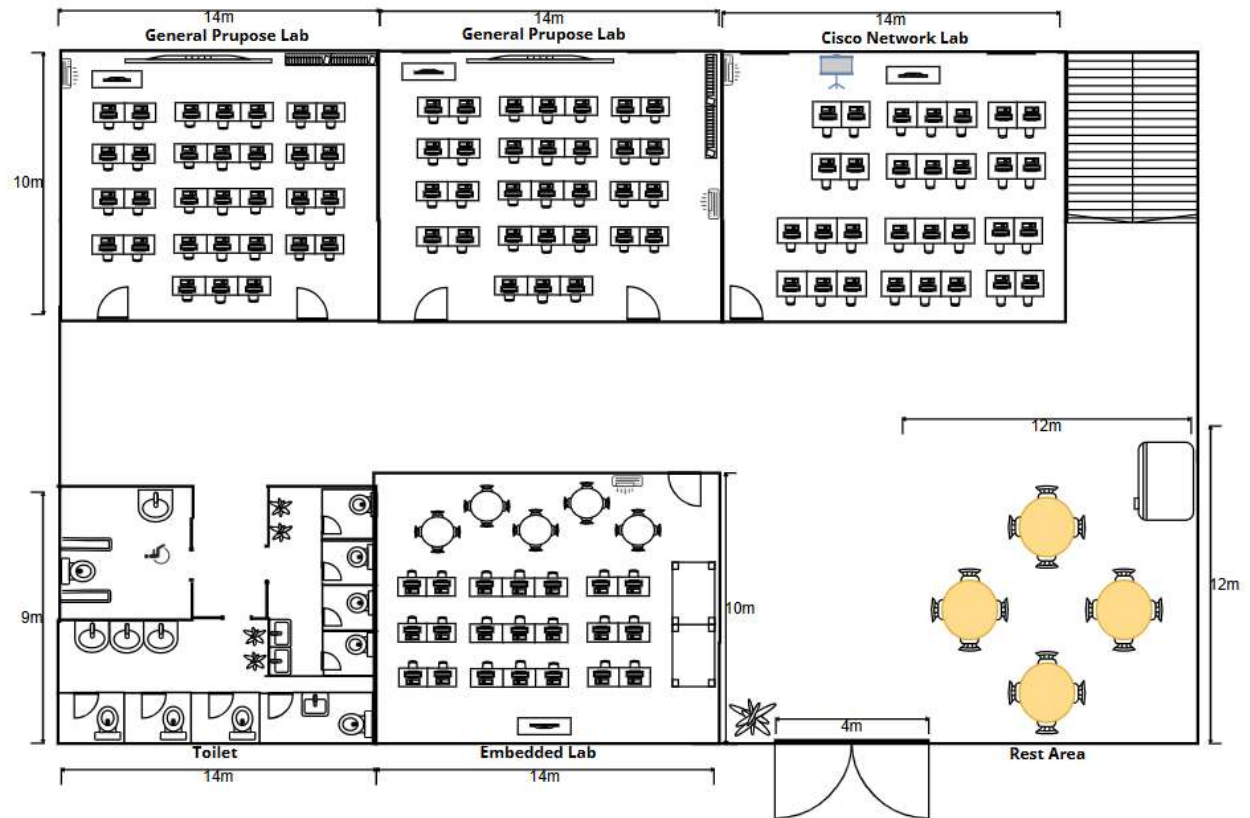 14m
14m
14m
General Prupose Lab
General Prupose Lab
Cisco Network Lab
10m
12m
12m
9m
10m
4m
Toilet
Embedded Lab
Rest Area
14m
14m